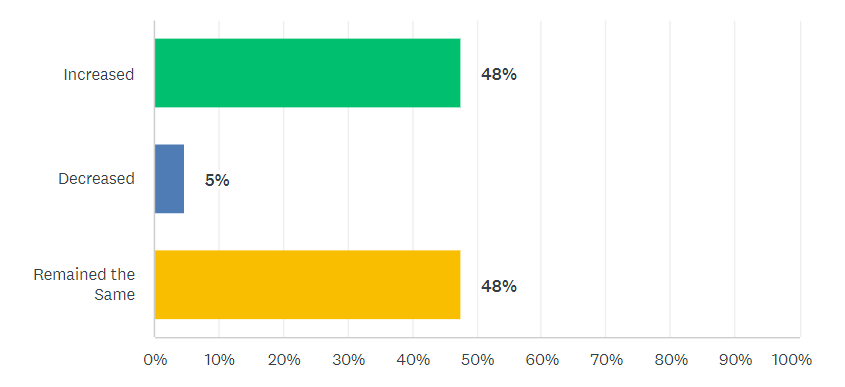 Increased
48%
Decreased
5%
Remained the
Same
48%
0% 10% 20% 30% 40% 50% 60% 70% 80% 90% 100%